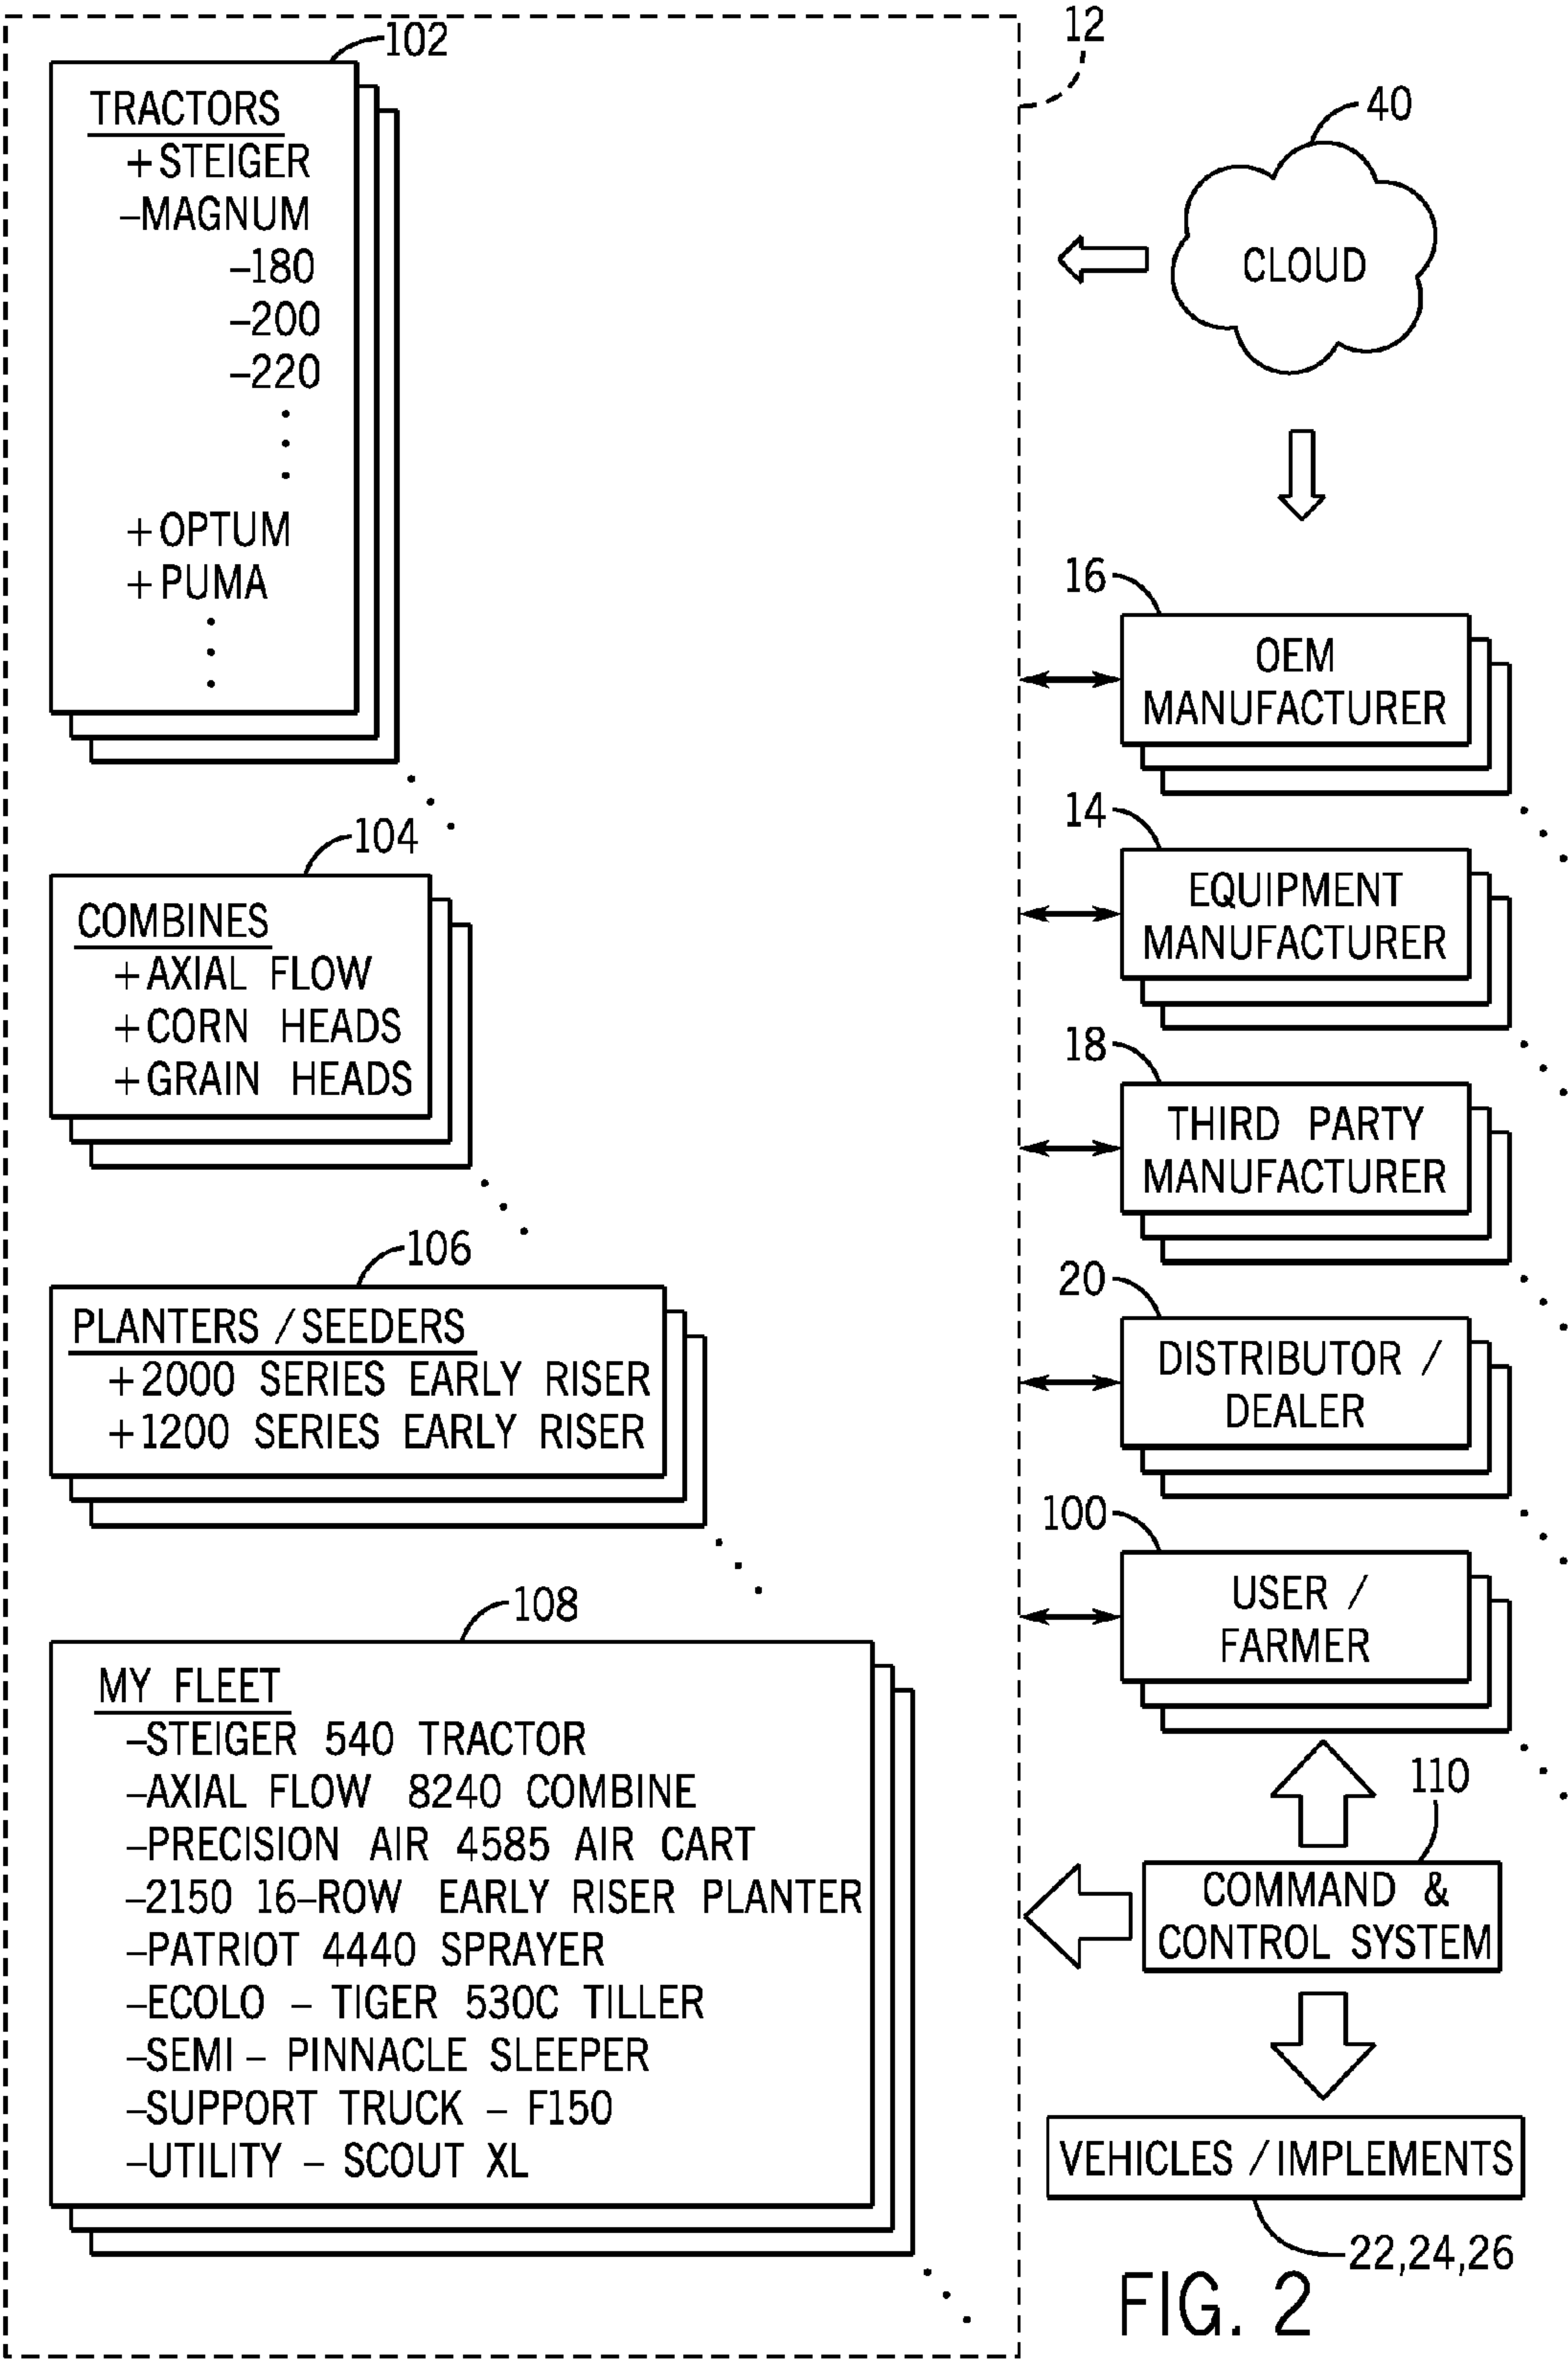 102
TRACTORS
+STEIGER
–MAGNUM
–180
–200
–220
+OPTUM
+PUMA
104
COMBINES
+AXIAL FLOW
+CORN HEADS
+GRAIN HEADS
106
PLANTERS / SEEDERS
+2000 SERIES EARLY RISER
+1200 SERIES EARLY RISER
108
MY FLEET
–STEIGER 540 TRACTOR
–AXIAL FLOW 8240 COMBINE
–PRECISION AIR 4585 AIR CART
–2150 16–ROW EARLY RISER PLANTER
–PATRIOT 4440 SPRAYER
–ECOLO – TIGER 530C TILLER
–SEMI – PINNACLE SLEEPER
–SUPPORT TRUCK – F150
–UTILITY – SCOUT XL
12
40
CLOUD
16
OEM
MANUFACTURER
14
EQUIPMENT
MANUFACTURER
18
THIRD PARTY
MANUFACTURER
20
DISTRIBUTOR /
DEALER
100
USER /
FARMER
110
COMMAND &
CONTROL SYSTEM
VEHICLES / IMPLEMENTS
22,24,26
FIG. 2